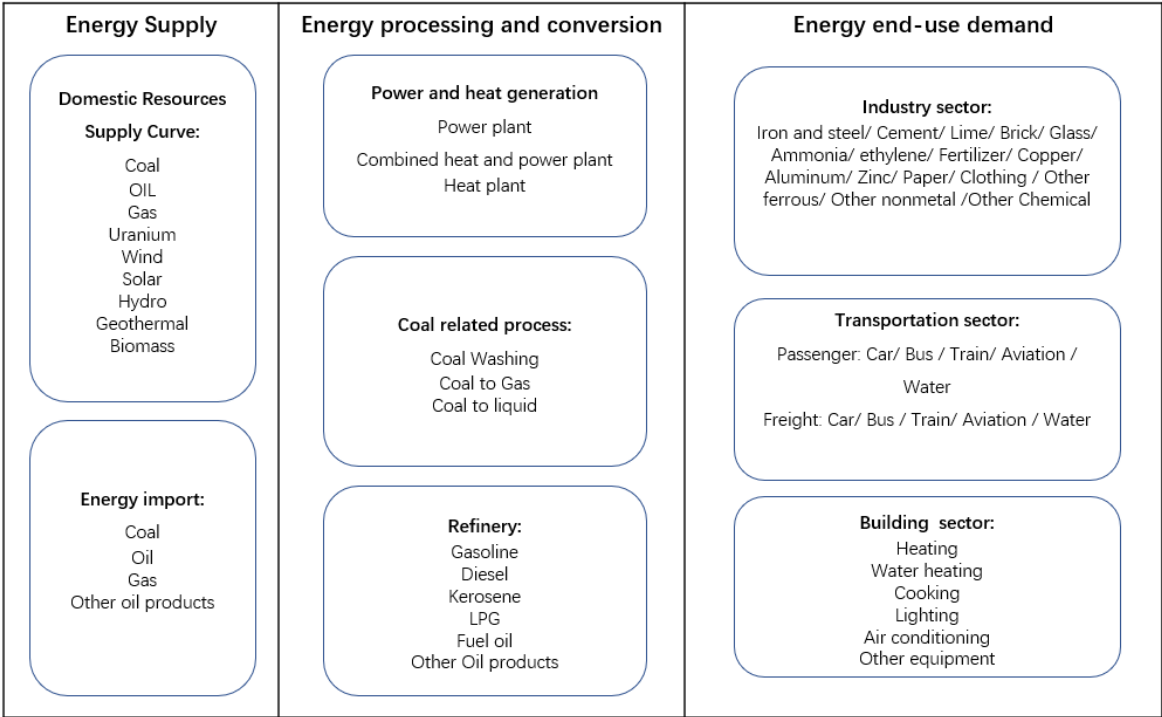 Energy Supply
Domestic Resources
Supply Curve:
Coal
OIL
Gas
Uranium
Wind
Solar
Hydro
Geothermal
Biomass
Energy import:
Coal
Oil
Gas
Other oil products
Energy processing and conversion
Power and heat generation
Power plant
Combined heat and power plant
Heat plant
Coal related process:
Coal Washing
Coal to Gas
Coal to liquid
Refinery:
Gasoline
Diesel
Kerosene
LPG
Fuel oil
Other Oil products
Energy end-use demand
Industry sector:
Iron and steel/ Cement/ Lime/ Brick/ Glass/
Ammonia/ ethylene/ Fertilizer/ Copper/
Aluminum/ Zinc/ Paper/ Clothing / Other
ferrous/ Other nonmetal /Other Chemical
Transportation sector:
Passenger: Car/ Bus / Train/ Aviation /
Water
Freight: Car/ Bus / Train/ Aviation / Water
Building sector:
Heating
Water heating
Cooking
Lighting
Air conditioning
Other equipment